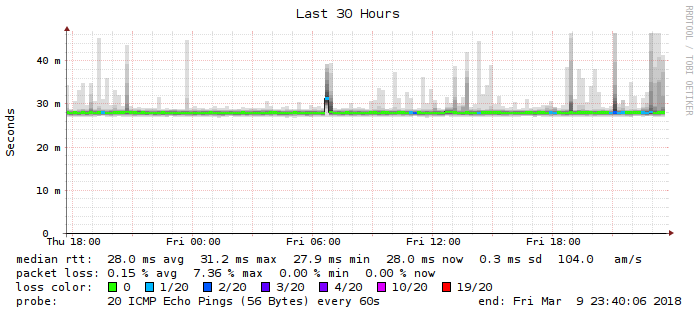 Last 30 Hours
RRDTOOL / TOBI OETIKER
Seconds
40 m
30 m
20 m
10 m
0
Thu 18:00 Fri 00:00 Fri 06:00 Fri 12:00 Fri 18:00
median rtt: 28.0 ms avg 31.2 ms max 27.9 ms min 28.0 ms now 0.3 ms sd 104.0 am/s
packet loss: 0.15 % avg 7.36 % max 0.00 % min 0.00 % now
loss color: 0 1/20 2/20 3/20 4/20 10/20 19/20
probe: 20 ICMP Echo Pings (56 Bytes) every 60s end: Fri Mar 9 23:40:06 2018